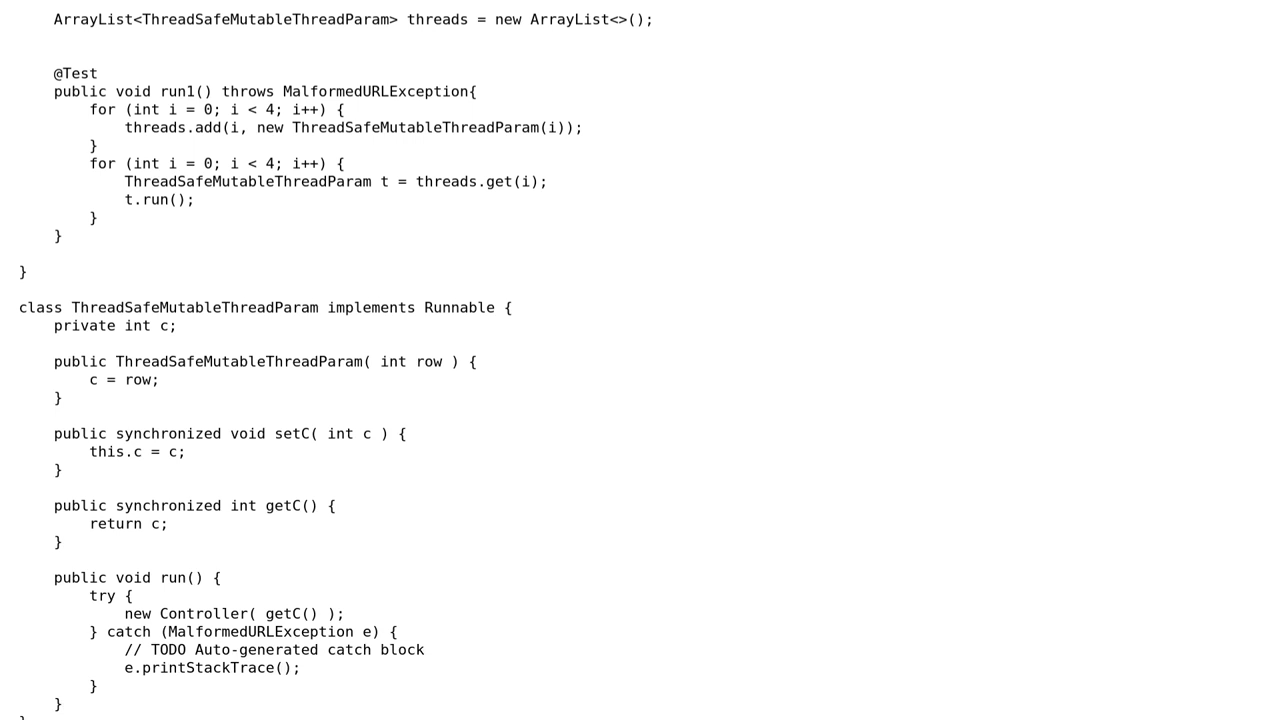 ArrayList<ThreadSafeMutableThreadParam> threads = new ArrayList<>();
@Test
public void run1() throws MalformedURLException{
for (int i = 0; i < 4; i++) {
threads.add(i, new ThreadSafeMutableThreadParam(i));
}
for (int i = 0; i < 4; i++) {
ThreadSafeMutableThreadParam t = threads.get(i);
t.run();
}
}
}
class ThreadSafeMutableThreadParam implements Runnable {
private int c;
public ThreadSafeMutableThreadParam( int row ) {
c = row;
}
public synchronized void setC( int c ) {
this.c = c;
}
public synchronized int getC() {
return c;
}
public void run() {
try {
new Controller( getC() );
} catch (MalformedURLException e) {
// TODO Auto-generated catch block
e.printStackTrace();
}
}
}